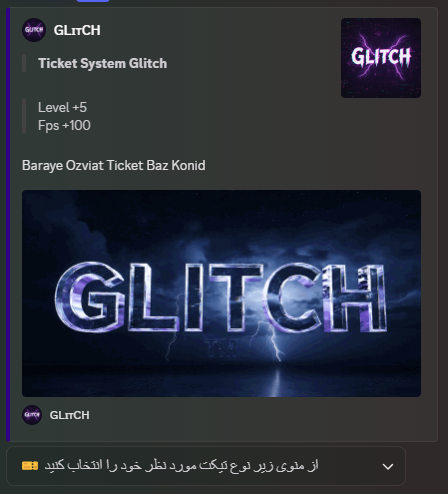 GLITCH
GLɪᴛCH
GLITCH
Ticket System Glitch
Level +5
Fps +100
Baraye Ozviat Ticket Baz Konid
GLITCH
GLɪᴛCH
از منوی زیر نوع تیکت مورد نظر خود را انتخاب کنید